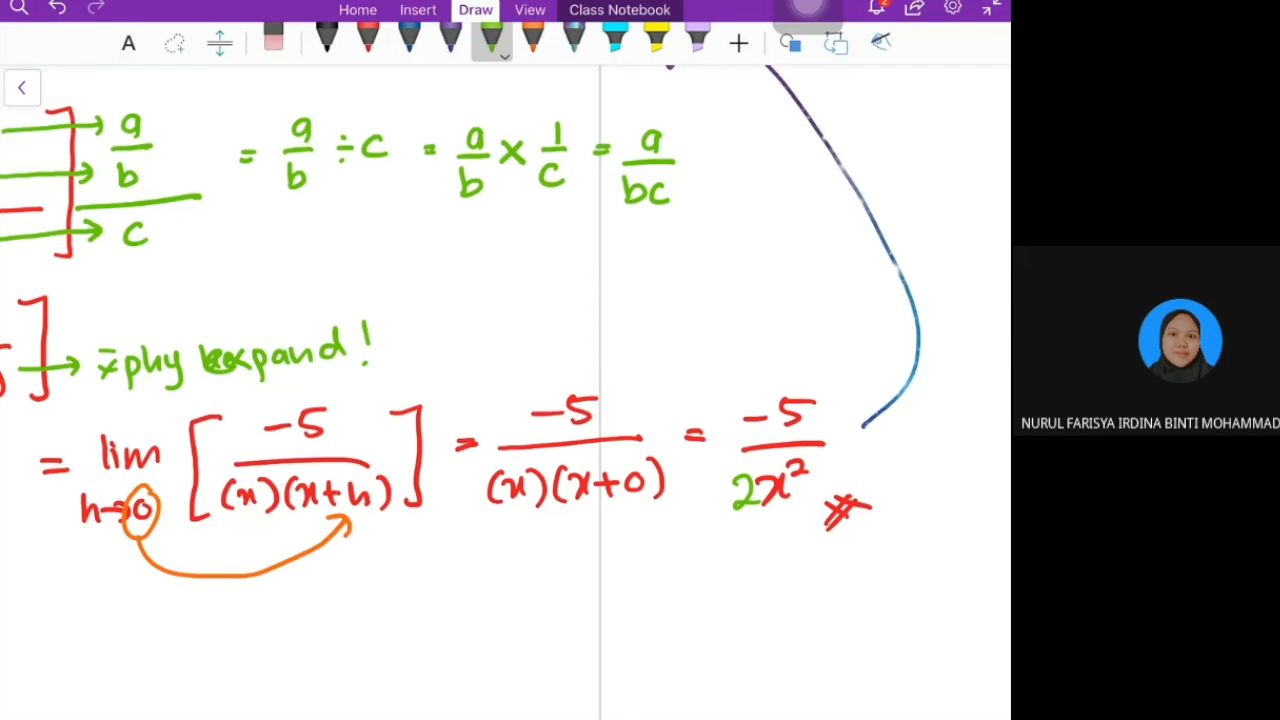 Home Insert Draw View Class Notebook
2
A
a/b / c = a/b ÷ c = a/b × 1/c = a/bc
expand!
= lim h→0 [ -5 / (x)(x+h) ] = -5 / (x)(x+0) = -5 / 2x²
NURUL FARISYA IRDINA BINTI MOHAMMAD